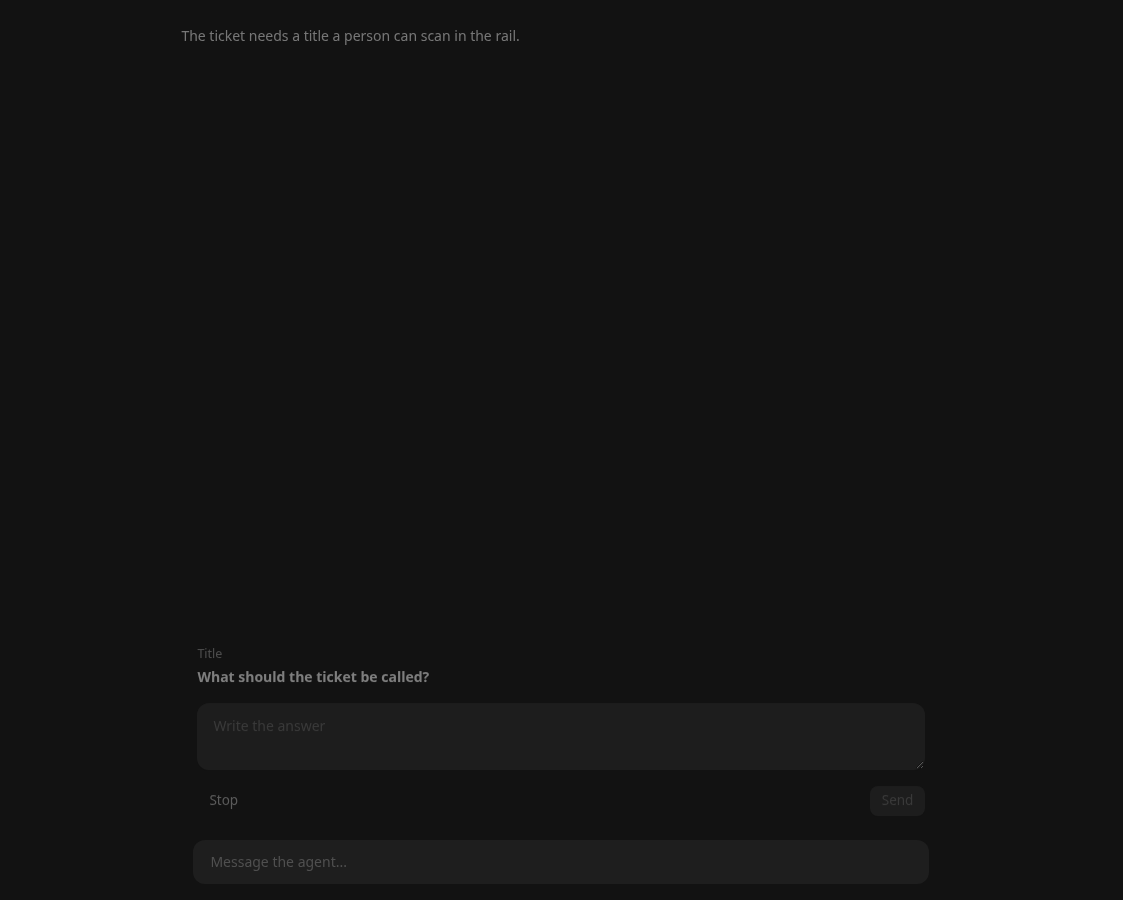 The ticket needs a title a person can scan in the rail.
Title
What should the ticket be called?
Write the answer
Stop
Send
Message the agent...